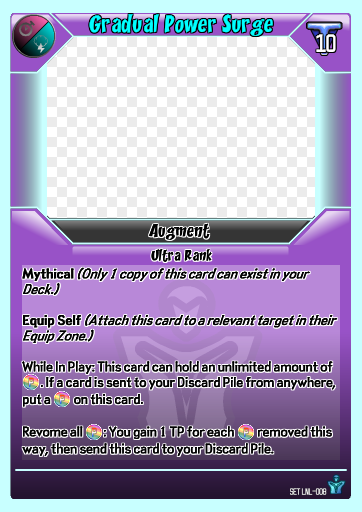 Gradual Power Surge
10
Augment
Ultra Rank
Mythical (Only 1 copy of this card can exist in your
Deck.)
Equip Self (Attach this card to a relevant target in their
Equip Zone.)
While In Play: This card can hold an unlimited amount of
. If a card is sent to your Discard Pile from anywhere,
put a on this card.
Revome all : You gain 1 TP for each removed this
way, then send this card to your Discard Pile.
SET LNL-008